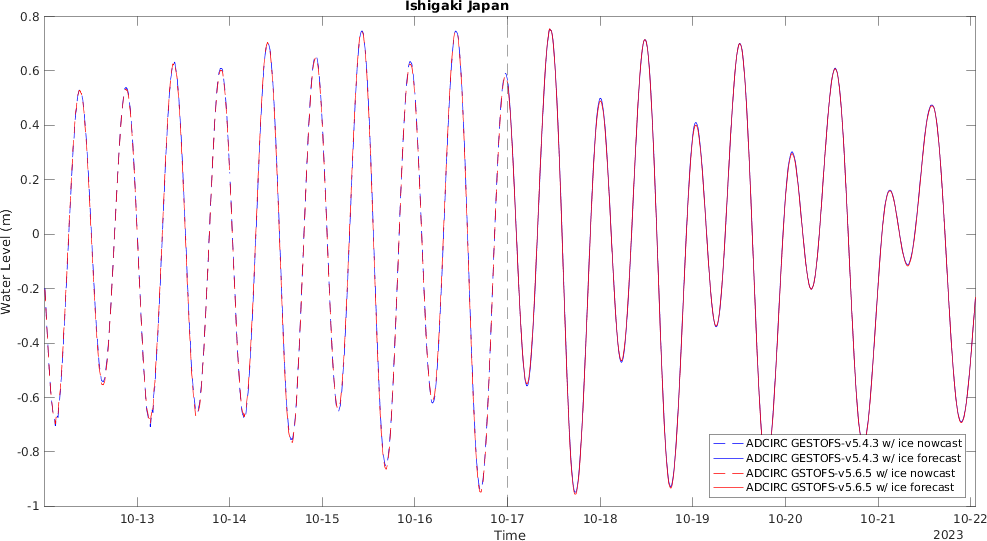 Ishigaki Japan
Water Level (m)
0.8
0.6
0.4
0.2
0
-0.2
-0.4
-0.6
-0.8
-1
ADCIRC GESTOFS-v5.4.3 w/ ice nowcast
ADCIRC GESTOFS-v5.4.3 w/ ice forecast
ADCIRC GSTOFS-v5.6.5 w/ ice nowcast
ADCIRC GSTOFS-v5.6.5 w/ ice forecast
10-13 10-14 10-15 10-16 10-17 10-18 10-19 10-20 10-21 10-22
Time
2023